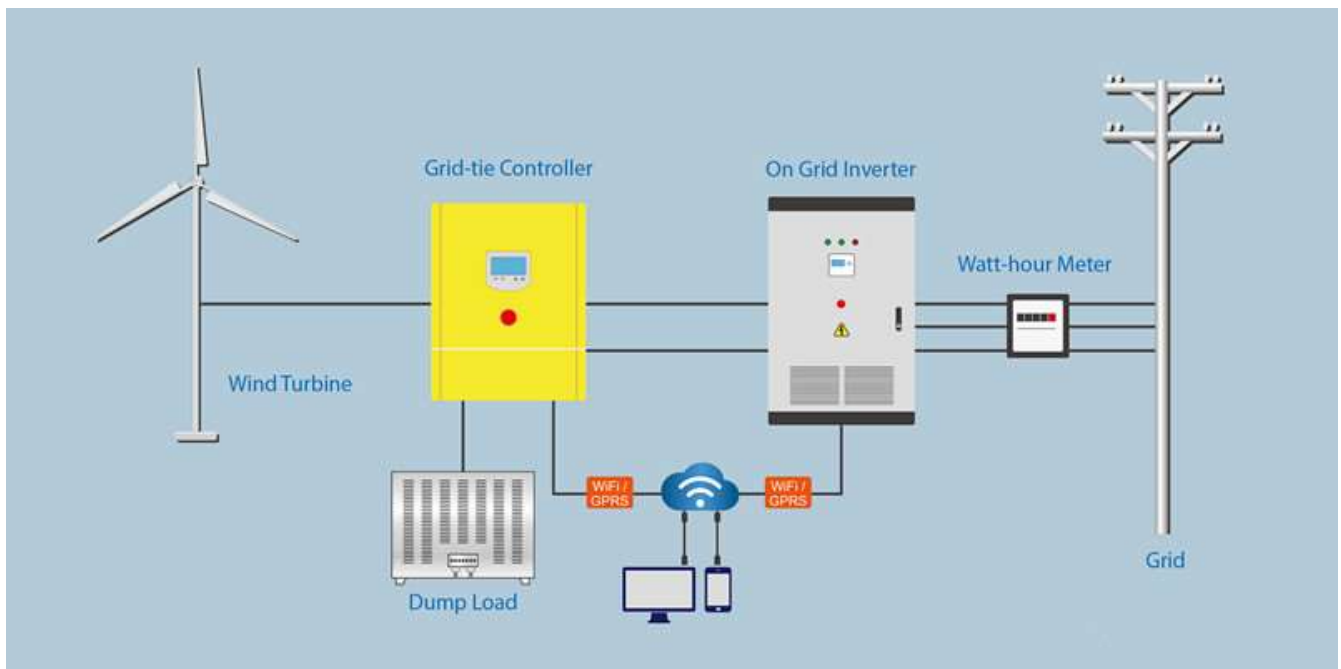 Grid-tie Controller
On Grid Inverter
Watt-hour Meter
Wind Turbine
WiFi /
GPRS
WiFi /
GPRS
Grid
Dump Load